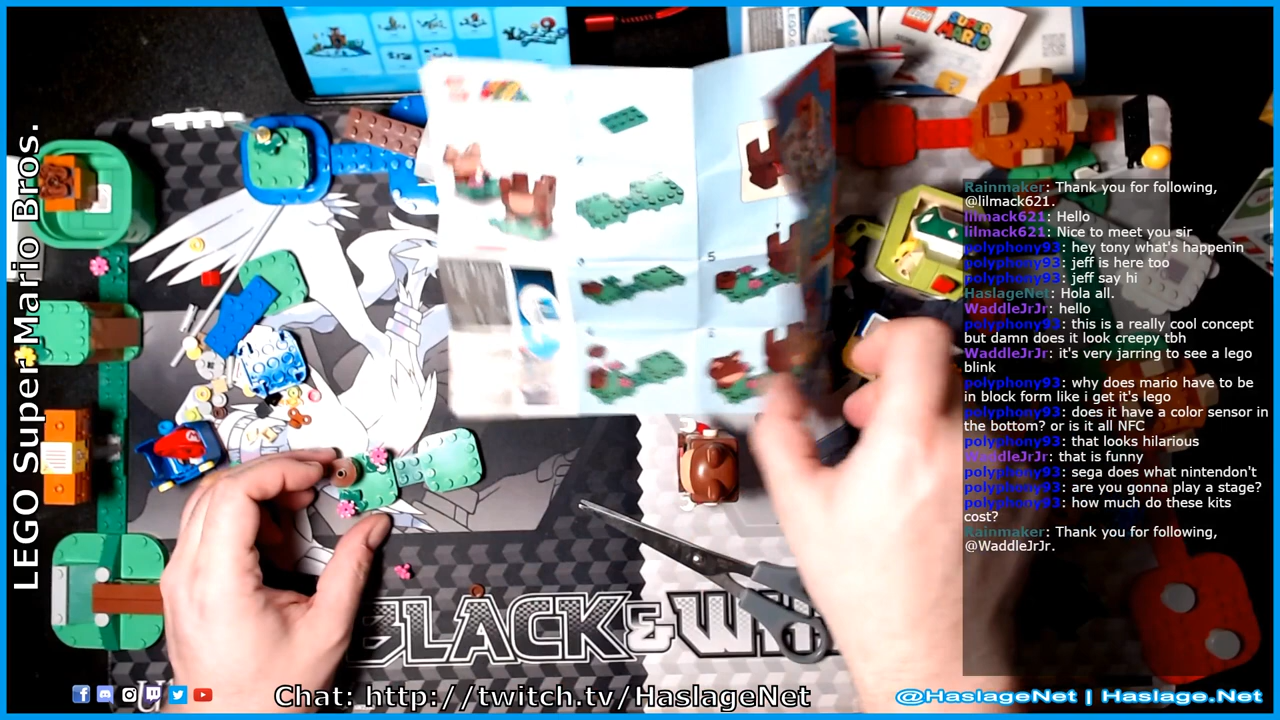 LEGO Super Mario Bros.
LEGO
SUPER
MARIO
5
Rainmaker: Thank you for following,
@lilmack621.
lilmack621: Hello
lilmack621: Nice to meet you sir
polyphony93: hey tony what's happenin
polyphony93: jeff is here too
polyphony93: jeff say hi
HaslageNet: Hola all.
WaddleJrJr: hello
polyphony93: this is a really cool concept
but damn does it look creepy tbh
WaddleJrJr: it's very jarring to see a lego
blink
polyphony93: why does mario have to be
in block form like i get it's lego
polyphony93: does it have a color sensor in
the bottom? or is it all NFC
polyphony93: that looks hilarious
WaddleJrJr: that is funny
polyphony93: sega does what nintendon't
polyphony93: are you gonna play a stage?
polyphony93: how much do these kits
cost?
Rainmaker: Thank you for following,
@WaddleJrJr.
BLACK & WH
Chat: http://twitch.tv/HaslageNet
@HaslageNet | Haslage.Net